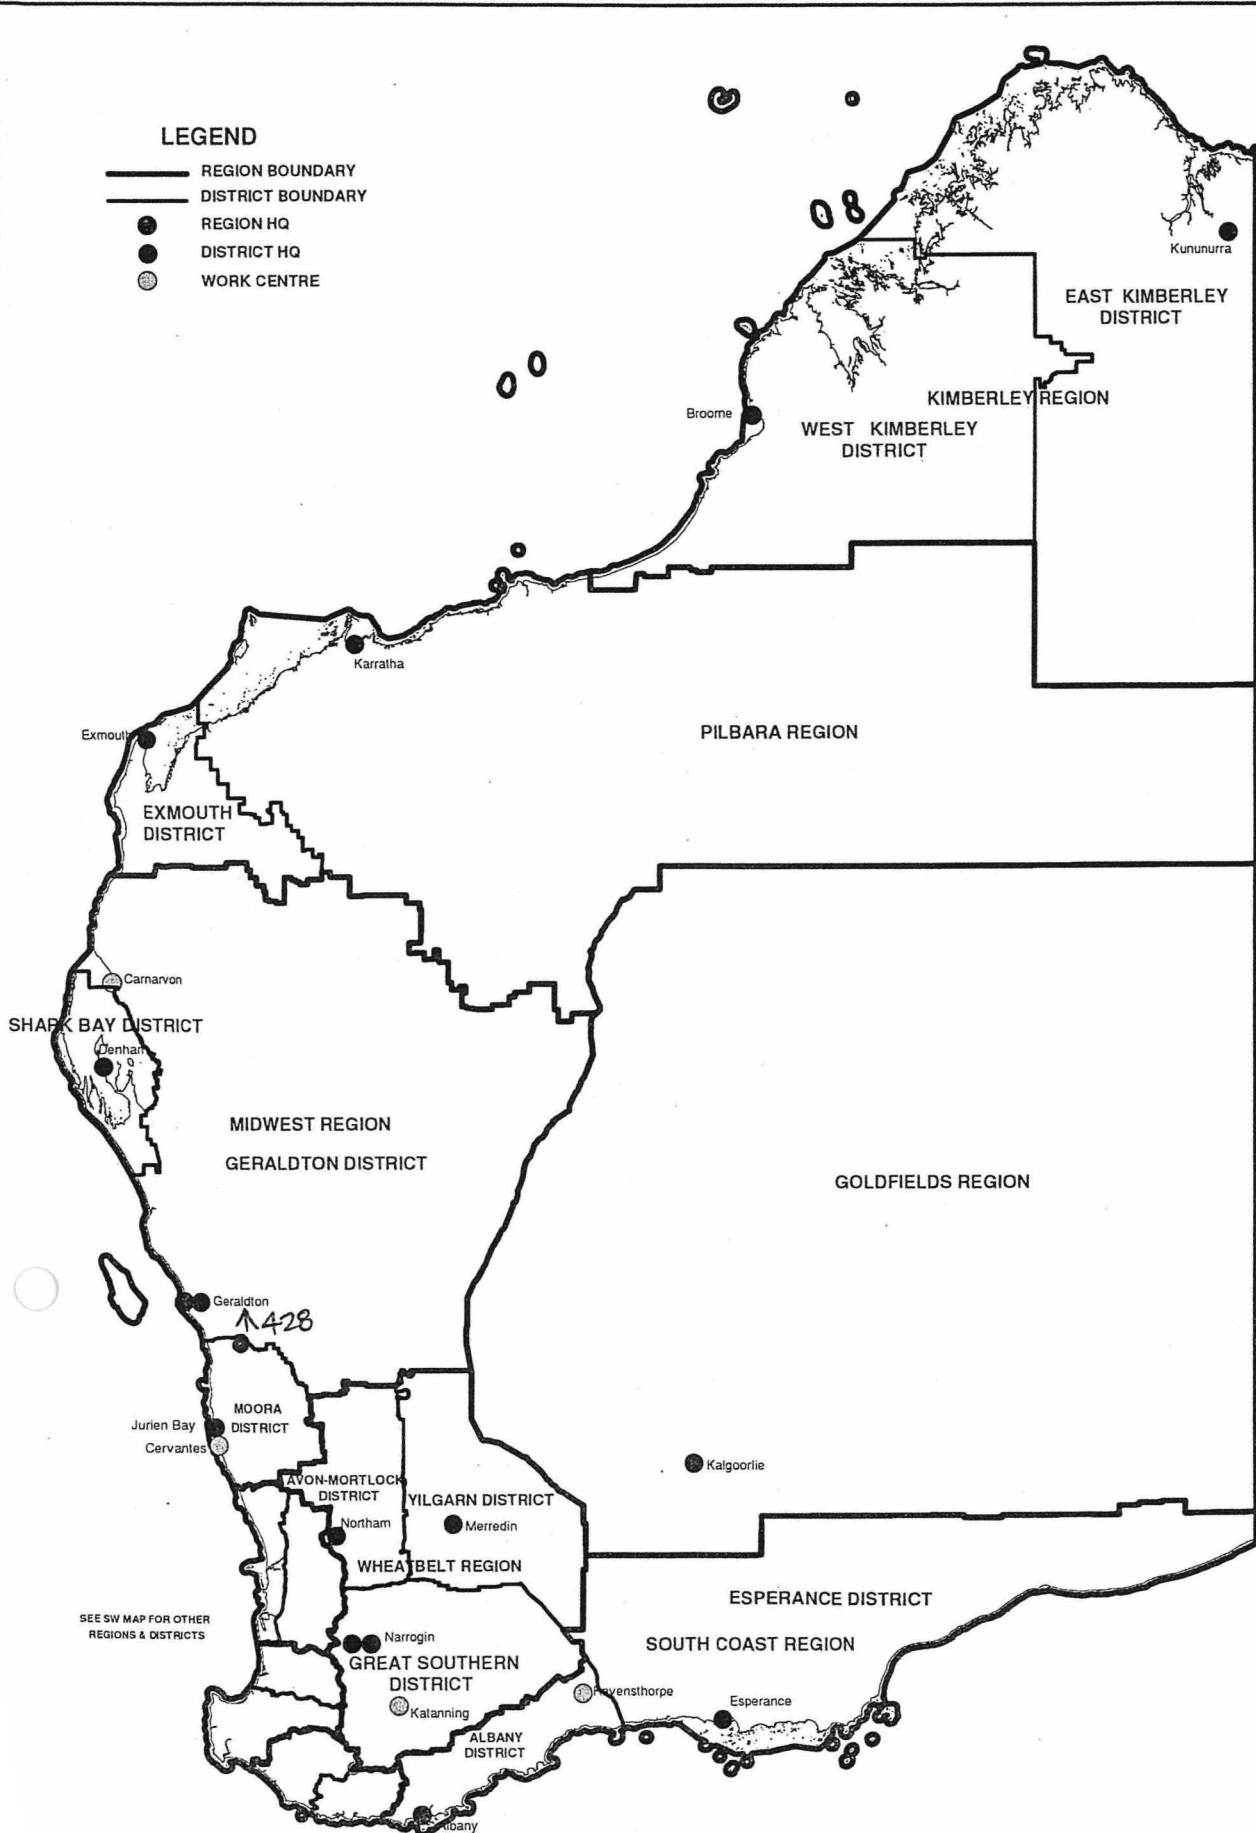 LEGEND
REGION BOUNDARY
DISTRICT BOUNDARY
REGION HQ
DISTRICT HQ
WORK CENTRE
Kununurra
EAST KIMBERLEY
DISTRICT
KIMBERLEY REGION
Broome
WEST KIMBERLEY
DISTRICT
Karratha
PILBARA REGION
Exmouth
EXMOUTH
DISTRICT
Carnarvon
SHARK BAY DISTRICT
Denham
MIDWEST REGION
GERALDTON DISTRICT
GOLDFIELDS REGION
Geraldton
↑428
MOORA
DISTRICT
Jurien Bay
Cervantes
Kalgoorlie
AVON-MORTLOCK
DISTRICT
YILGARN DISTRICT
Northam
Merredin
WHEATBELT REGION
ESPERANCE DISTRICT
SEE SW MAP FOR OTHER
REGIONS & DISTRICTS
Narrogin
SOUTH COAST REGION
GREAT SOUTHERN
DISTRICT
Ravensthorpe
Katanning
Esperance
ALBANY
DISTRICT
Albany